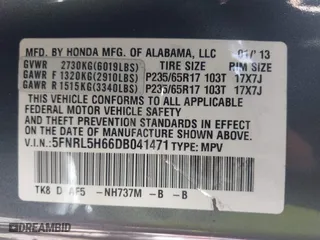 MFD. BY HONDA MFG. OF ALABAMA, LLC 01/13
GVWR 2730KG(6019LBS) TIRE SIZE RIM SIZE
GAWR F 1320KG(2910LBS) P235/65R17 103T 17X7J
GAWR R 1515KG(3340LBS) P235/65R17 103T 17X7J
THIS VEHICLE CONFORMS TO ALL APPLICABLE
FEDERAL MOTOR VEHICLE SAFETY AND
THEFT PREVENTION STANDARDS IN EFFECT
ON THE DATE OF MANUFACTURE SHOWN ABOVE.
V.I.N.: 5FNRL5H66DB041471 TYPE: MPV
TK8 AF5 -NH737M -B -B
DREAMBID